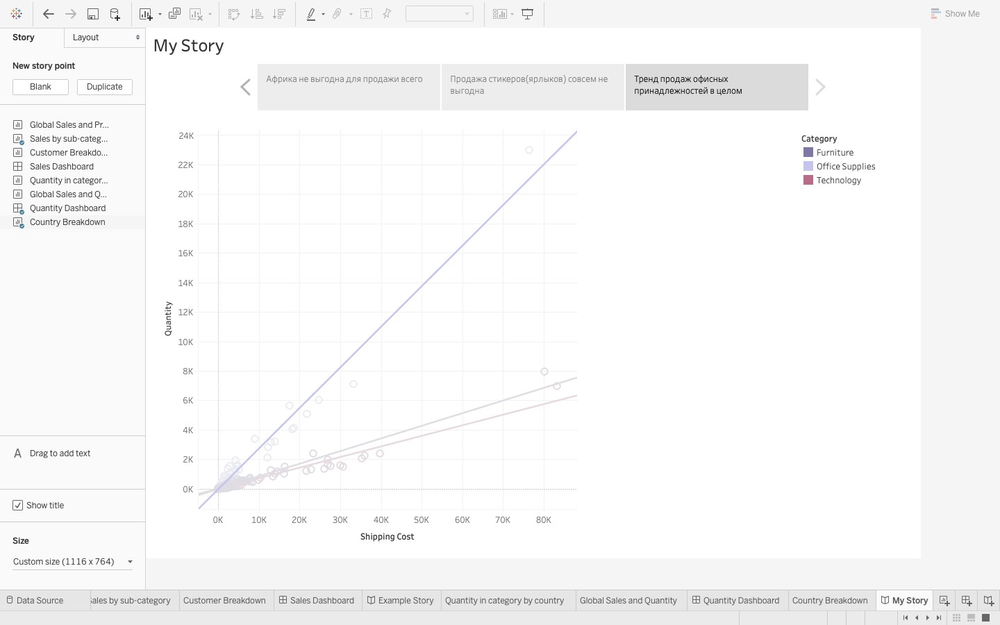 Show Me
Story
Layout
My Story
New story point
Blank
Duplicate
Африка не выгодна для продажи всего
Продажа стикеров(ярлыков) совсем не
выгодна
Тренд продаж офисных
принадлежностей в целом
Global Sales and Pr...
Sales by sub-categ...
Customer Breakdo...
Sales Dashboard
Quantity in categor...
Global Sales and Q...
Quantity Dashboard
Country Breakdown
Category
Furniture
Office Supplies
Technology
24K
22K
20K
18K
16K
14K
12K
10K
8K
6K
4K
2K
0K
Quantity
0K 10K 20K 30K 40K 50K 60K 70K 80K
Shipping Cost
A Drag to add text
Show title
Size
Custom size (1116 x 764)
Data Source
Sales by sub-category
Customer Breakdown
Sales Dashboard
Example Story
Quantity in category by country
Global Sales and Quantity
Quantity Dashboard
Country Breakdown
My Story